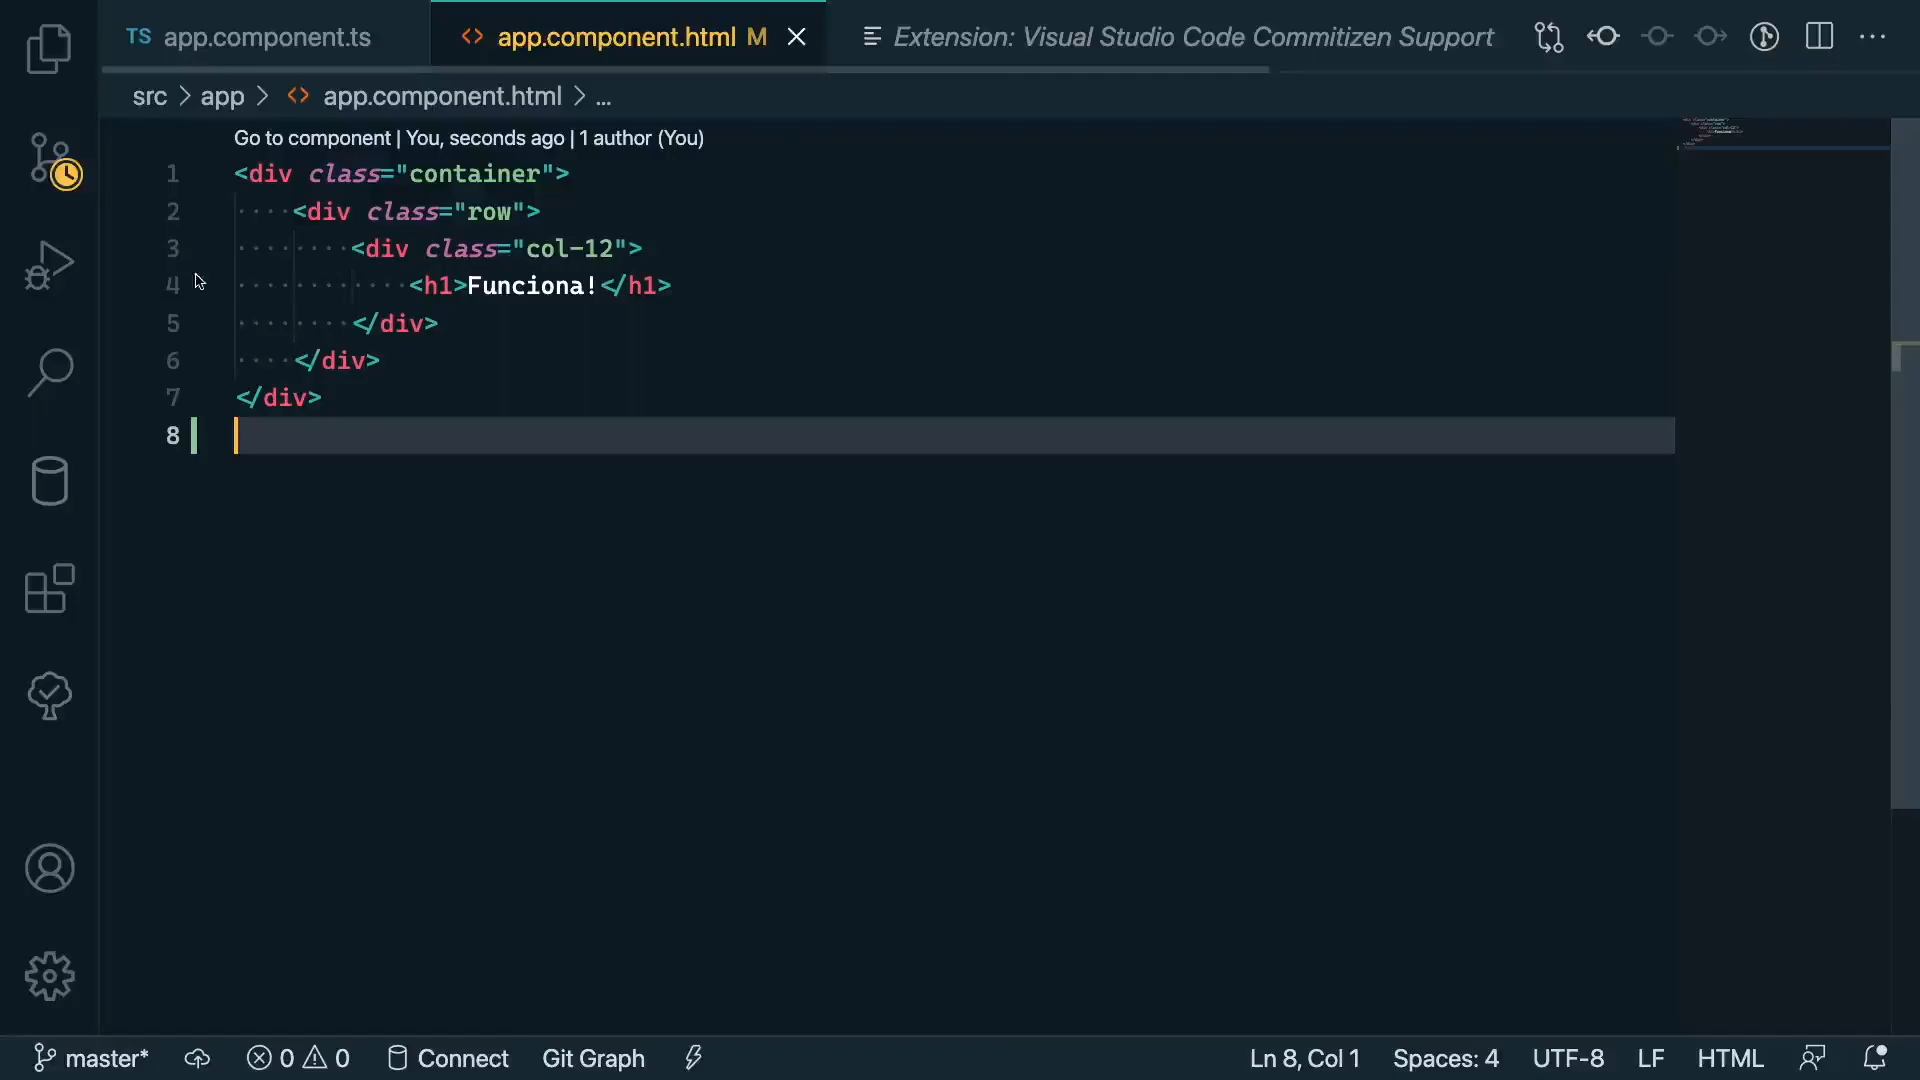 TS app.component.ts <> app.component.html M Extension: Visual Studio Code Commitizen Support
src > app > <> app.component.html > ...
Go to component | You, seconds ago | 1 author (You)
1 <div class="container">
2 <div class="row">
3 <div class="col-12">
4 <h1>Funciona!</h1>
5 </div>
6 </div>
7 </div>
8
master* 0 0 Connect Git Graph Ln 8, Col 1 Spaces: 4 UTF-8 LF HTML